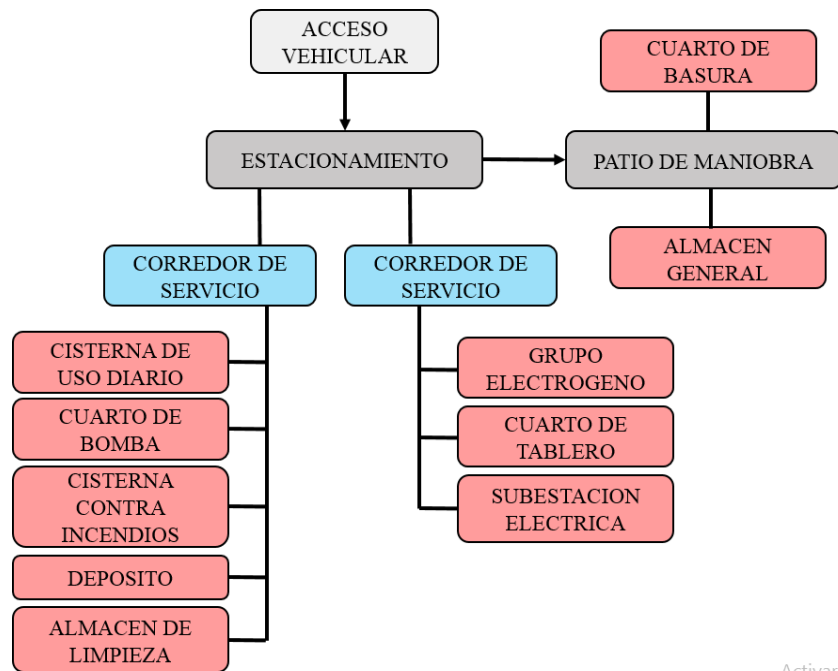 ACCESO
VEHICULAR
CUARTO DE
BASURA
ESTACIONAMIENTO
PATIO DE MANIOBRA
ALMACEN
GENERAL
CORREDOR DE
SERVICIO
CORREDOR DE
SERVICIO
CISTERNA DE
USO DIARIO
CUARTO DE
BOMBA
CISTERNA
CONTRA
INCENDIOS
DEPOSITO
ALMACEN DE
LIMPIEZA
GRUPO
ELECTROGENO
CUARTO DE
TABLERO
SUBESTACION
ELECTRICA
Activar